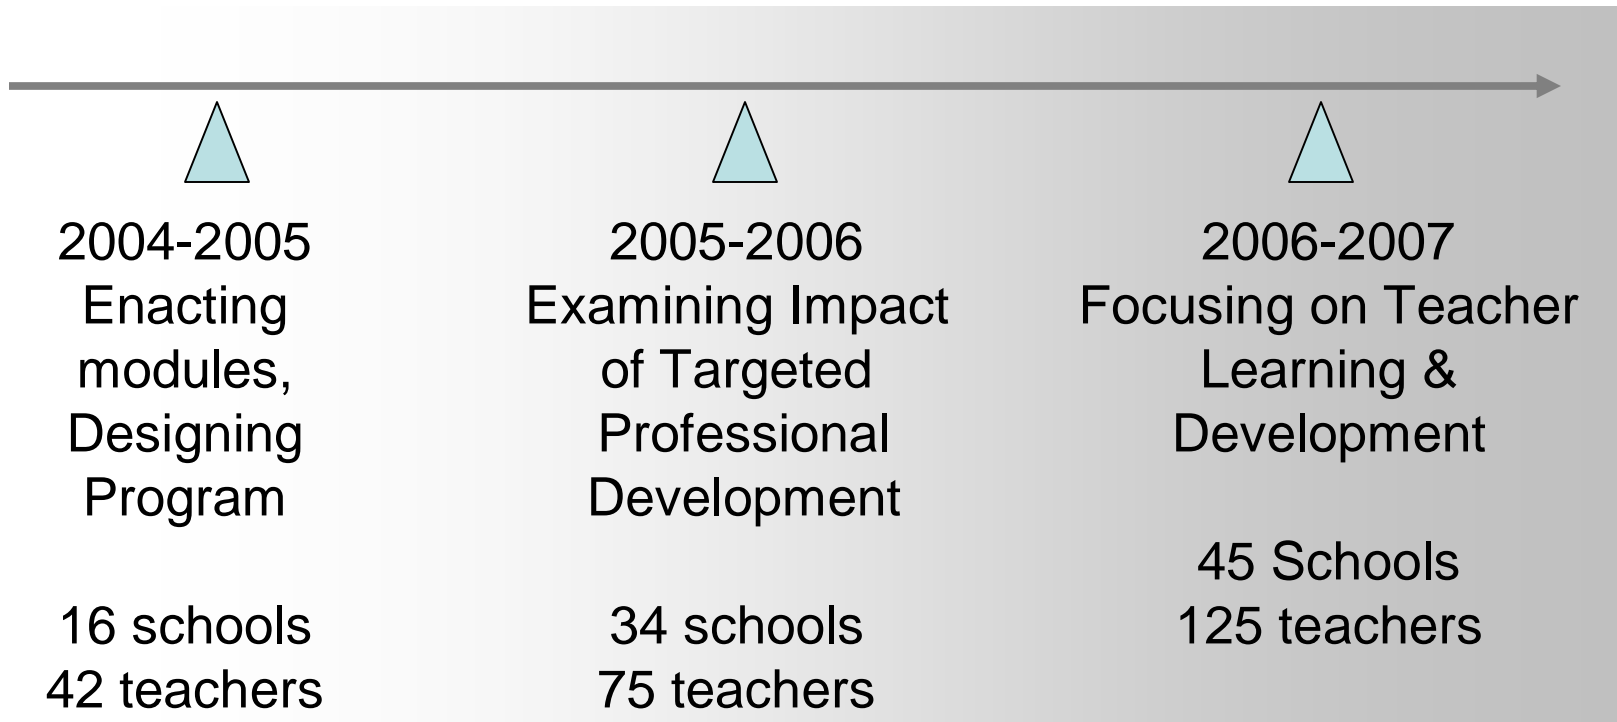 2004-2005
Enacting
modules,
Designing
Program
16 schools
42 teachers
2005-2006
Examining Impact
of Targeted
Professional
Development
34 schools
75 teachers
2006-2007
Focusing on Teacher
Learning &
Development
45 Schools
125 teachers